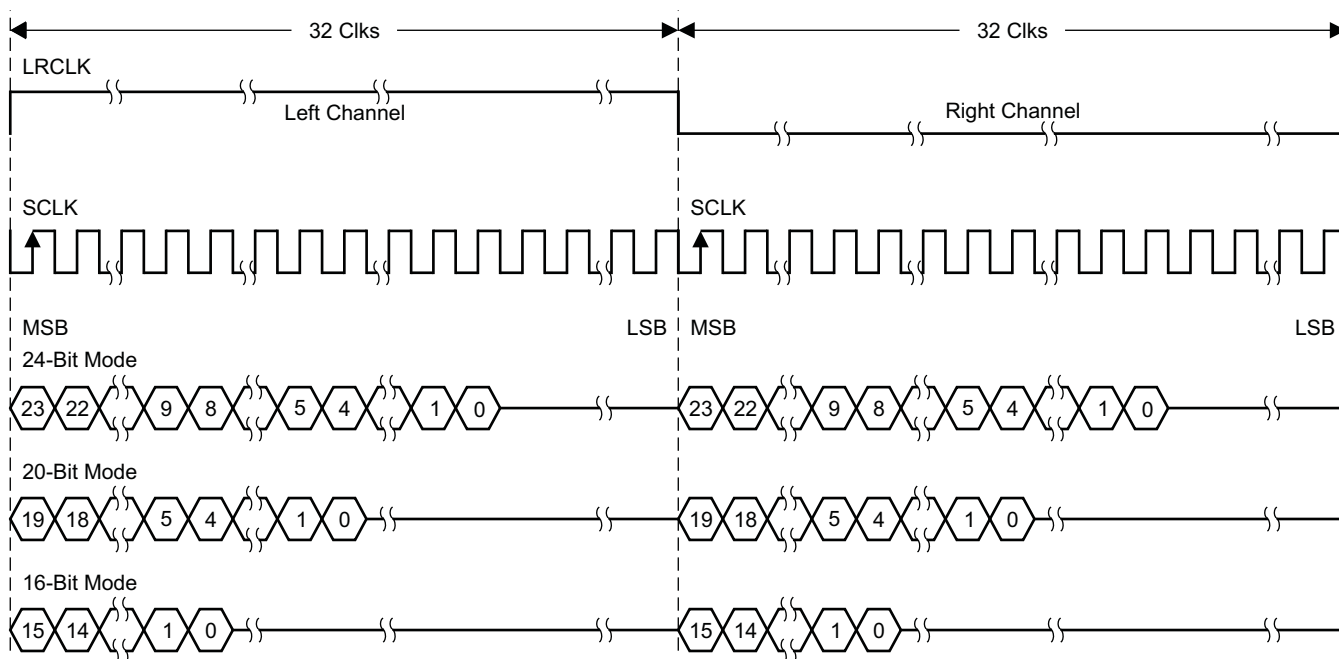 32 Clks 32 Clks
LRCLK
Left Channel Right Channel
SCLK SCLK
MSB LSB MSB LSB
24-Bit Mode
23 22 9 8 5 4 1 0 23 22 9 8 5 4 1 0
20-Bit Mode
19 18 5 4 1 0 19 18 5 4 1 0
16-Bit Mode
15 14 1 0 15 14 1 0